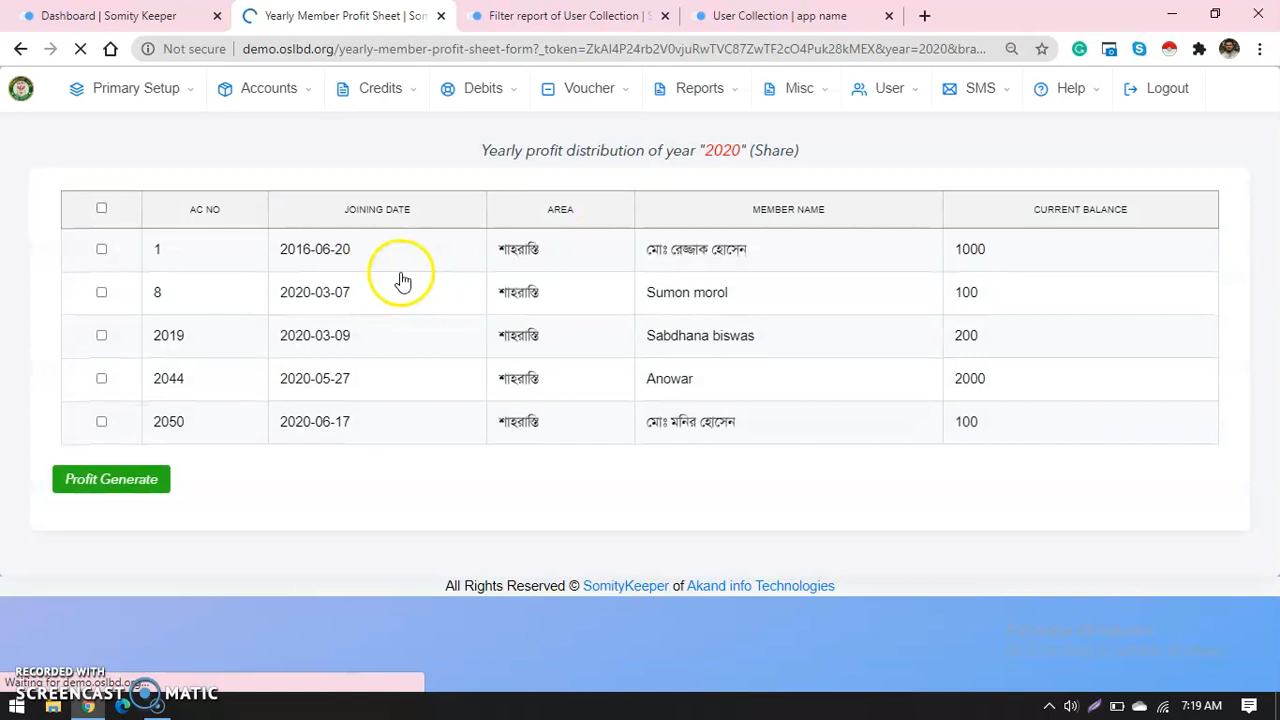 Dashboard | Somity Keeper
Yearly Member Profit Sheet | Som
Filter report of User Collection | S
User Collection | app name
Not secure demo.oslbd.org/yearly-member-profit-sheet-form?_token=ZkAI4P24rb2V0vjuRwTVC87ZwTF2cO4Puk28kMEX&year=2020&bra...
Primary Setup Accounts Credits Debits Voucher Reports Misc User SMS Help Logout
Yearly profit distribution of year "2020" (Share)
AC NO JOINING DATE AREA MEMBER NAME CURRENT BALANCE
1 2016-06-20 শাহরাস্তি মোঃ রেজ্জাক হোসেন 1000
8 2020-03-07 শাহরাস্তি Sumon morol 100
2019 2020-03-09 শাহরাস্তি Sabdhana biswas 200
2044 2020-05-27 শাহরাস্তি Anowar 2000
2050 2020-06-17 শাহরাস্তি মোঃ মনির হোসেন 100
Profit Generate
All Rights Reserved © SomityKeeper of Akand info Technologies
RECORDED WITH
Waiting for demo.oslbd.org...
SCREENCAST MATIC
7:19 AM